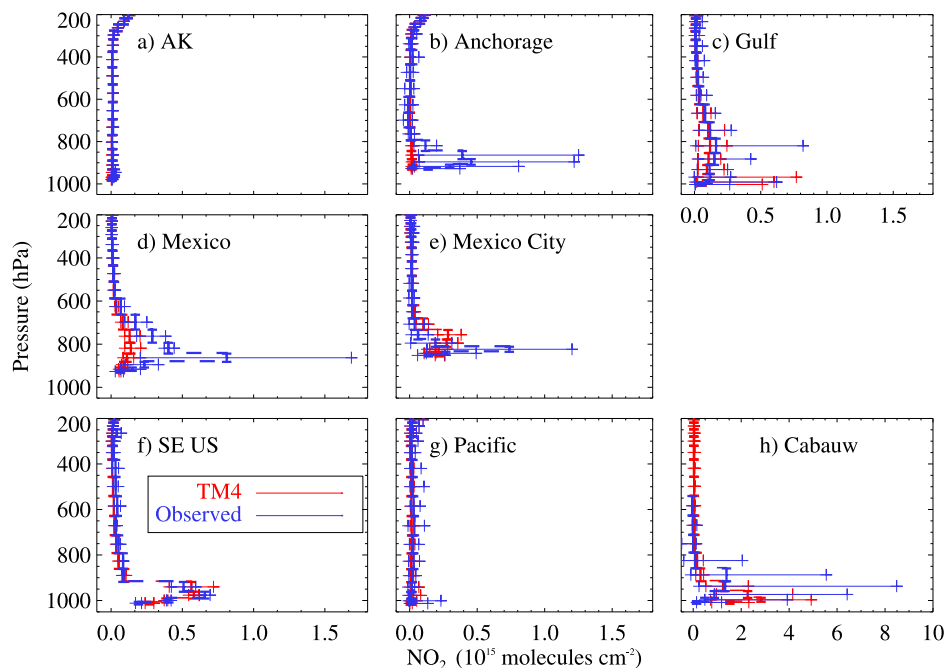 200
400
600
800
1000
a) AK
b) Anchorage
c) Gulf
0.0 0.5 1.0 1.5
Pressure (hPa)
200
400
600
800
1000
d) Mexico
e) Mexico City
200
400
600
800
1000
f) SE US
TM4
Observed
g) Pacific
h) Cabauw
0.0 0.5 1.0 1.5
0.0 0.5 1.0 1.5
0 2 4 6 8 10
NO₂ (10¹⁵ molecules cm⁻²)